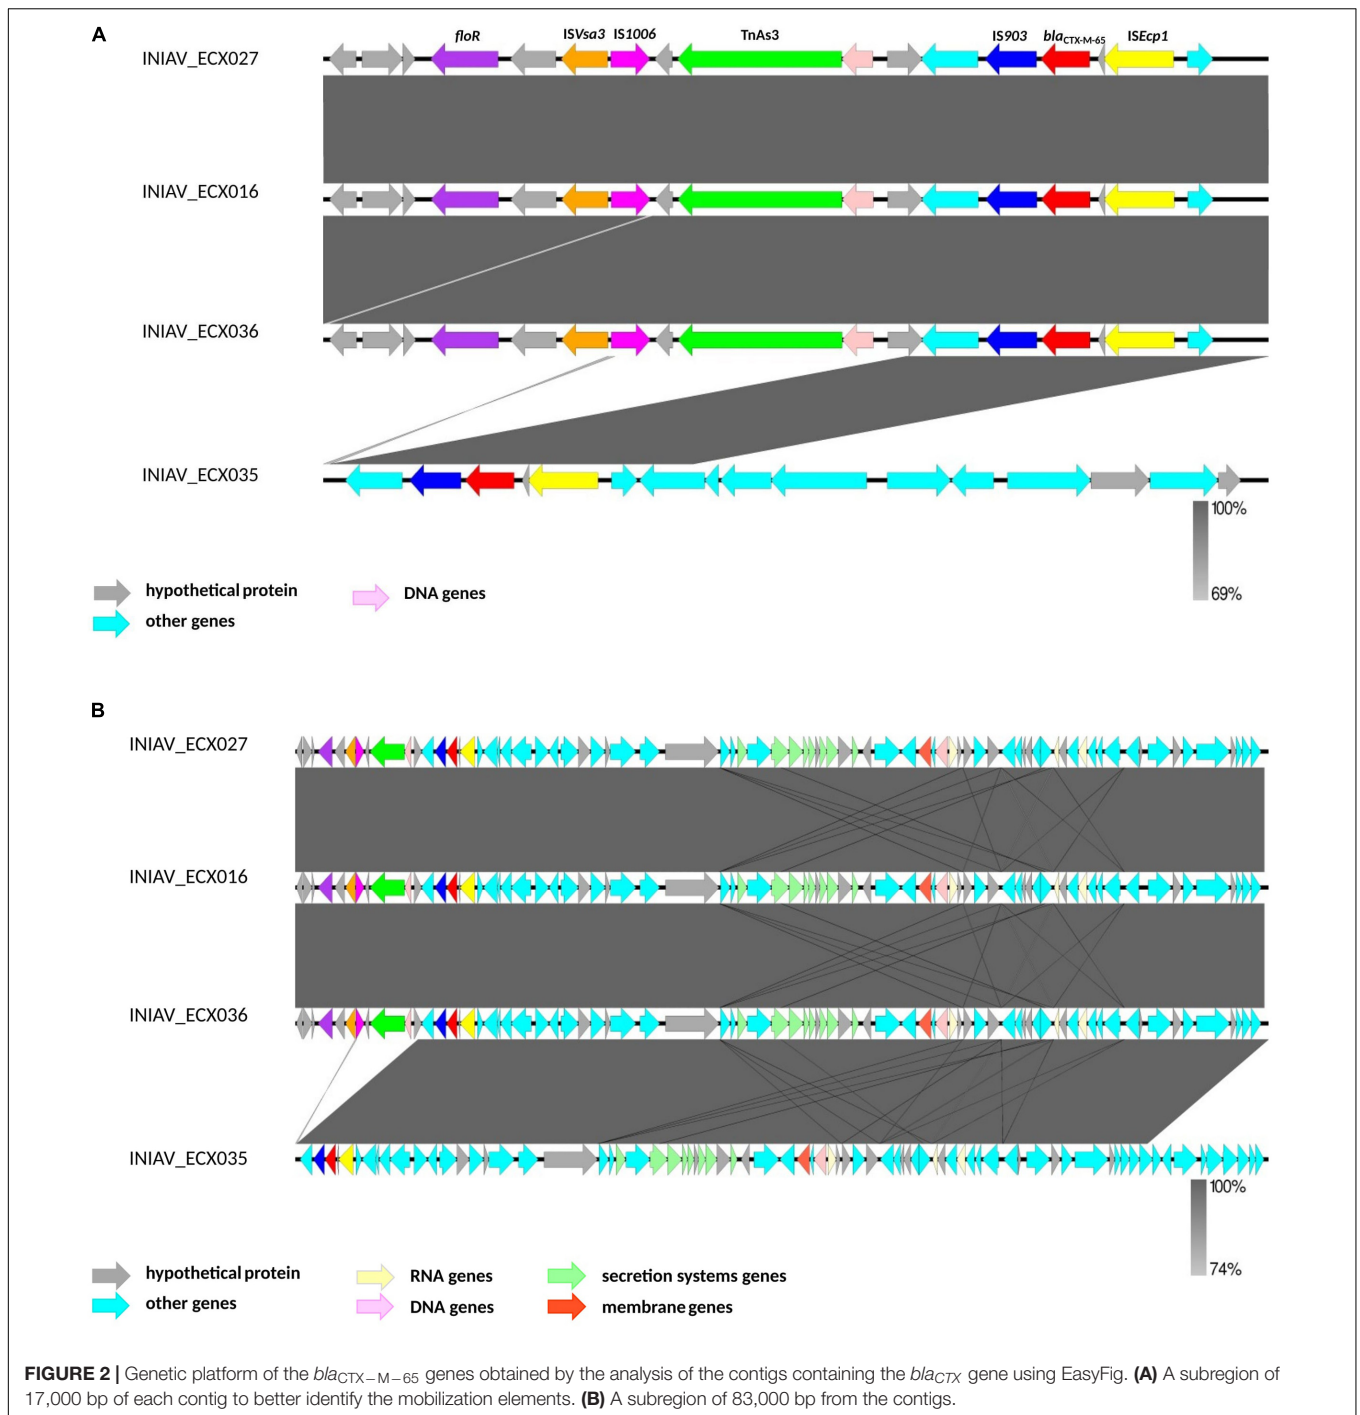 A
floR ISVsa3 IS1006 TnAs3 IS903 blaCTX-M-65 ISEcp1
INIAV_ECX027
INIAV_ECX016
INIAV_ECX036
INIAV_ECX035
100%
69%
hypothetical protein
DNA genes
other genes
B
INIAV_ECX027
INIAV_ECX016
INIAV_ECX036
INIAV_ECX035
100%
74%
hypothetical protein RNA genes secretion systems genes
other genes DNA genes membrane genes
FIGURE 2 | Genetic platform of the blaCTX−M−65 genes obtained by the analysis of the contigs containing the blaCTX gene using EasyFig. (A) A subregion of
17,000 bp of each contig to better identify the mobilization elements. (B) A subregion of 83,000 bp from the contigs.